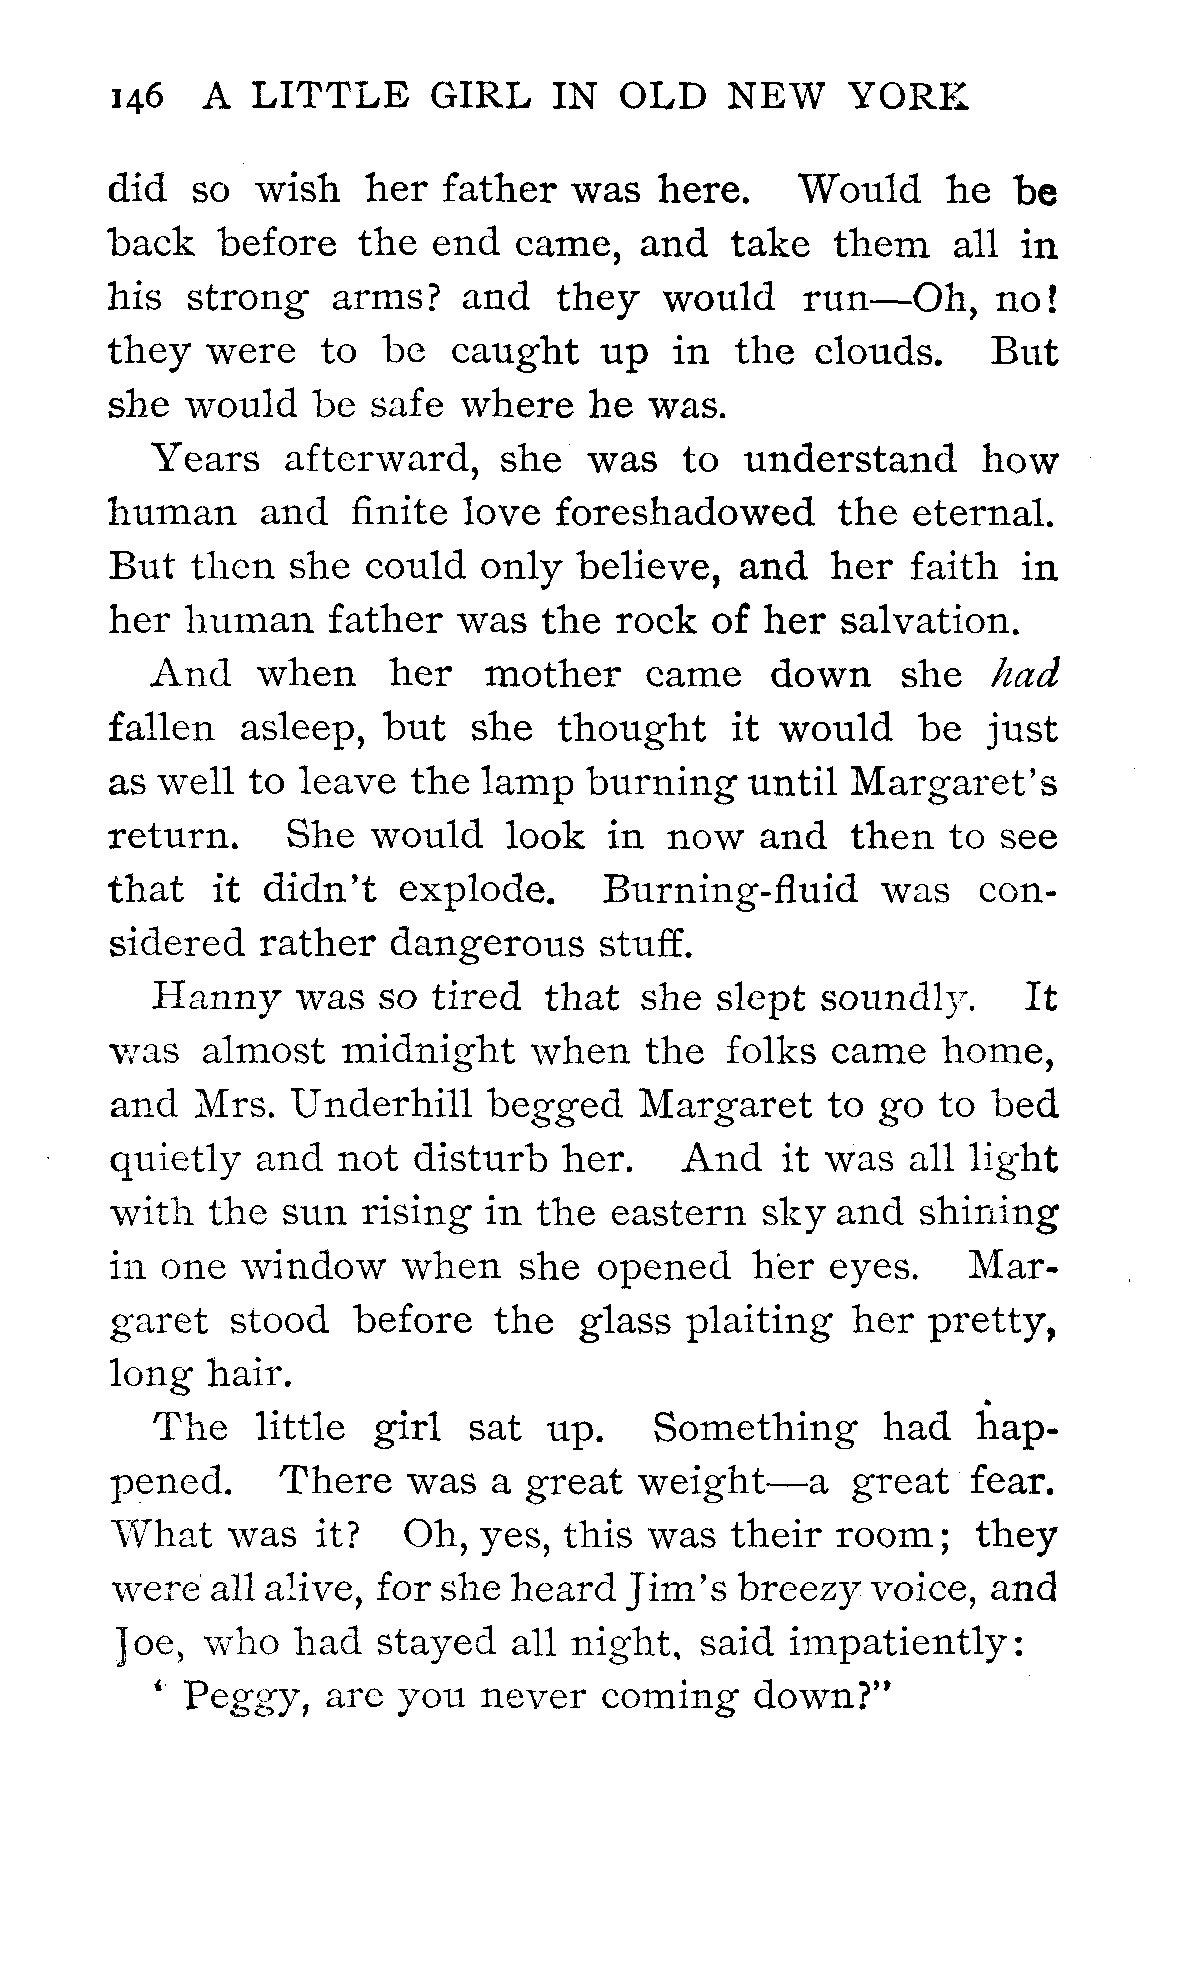 146 A LITTLE GIRL IN OLD NEW YORK
did so wish her father was here. Would he be
back before the end came, and take them all in
his strong arms? and they would run—Oh, no!
they were to be caught up in the clouds. But
she would be safe where he was.
Years afterward, she was to understand how
human and finite love foreshadowed the eternal.
But then she could only believe, and her faith in
her human father was the rock of her salvation.
And when her mother came down she had
fallen asleep, but she thought it would be just
as well to leave the lamp burning until Margaret's
return. She would look in now and then to see
that it didn't explode. Burning-fluid was con-
sidered rather dangerous stuff.
Hanny was so tired that she slept soundly. It
was almost midnight when the folks came home,
and Mrs. Underhill begged Margaret to go to bed
quietly and not disturb her. And it was all light
with the sun rising in the eastern sky and shining
in one window when she opened her eyes. Mar-
garet stood before the glass plaiting her pretty,
long hair.
The little girl sat up. Something had hap-
pened. There was a great weight—a great fear.
What was it? Oh, yes, this was their room; they
were all alive, for she heard Jim's breezy voice, and
Joe, who had stayed all night, said impatiently:
‘ Peggy, are you never coming down?"